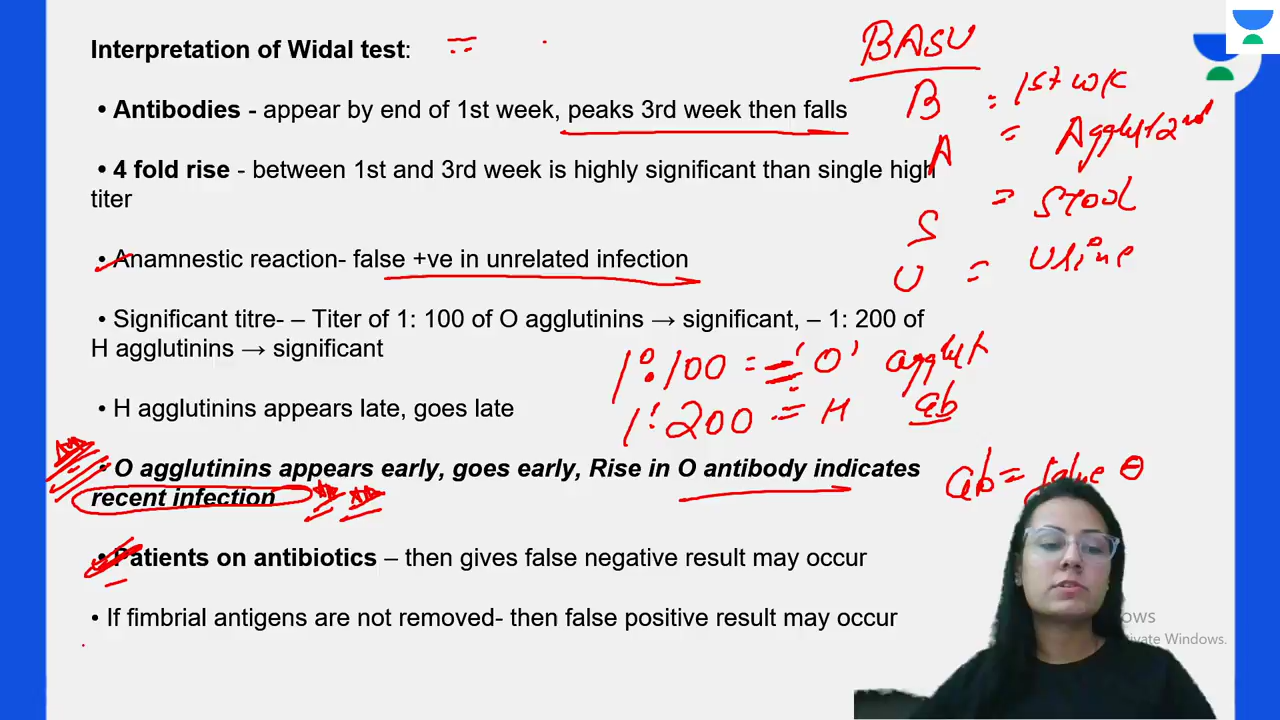 Interpretation of Widal test:
BASU
• Antibodies - appear by end of 1st week, peaks 3rd week then falls
B = 1st wk
A = Agglut 2nd
• 4 fold rise - between 1st and 3rd week is highly significant than single high
titer
S = Stool
• Anamnestic reaction- false +ve in unrelated infection
U = Urine
• Significant titre- – Titer of 1: 100 of O agglutinins → significant, – 1: 200 of
H agglutinins → significant
1:100 = 'O' agglut
• H agglutinins appears late, goes late
1:200 = H ab
• O agglutinins appears early, goes early, Rise in O antibody indicates
recent infection
ab = false ⊖
• Patients on antibiotics – then gives false negative result may occur
• If fimbrial antigens are not removed- then false positive result may occur
ows
tivate Windows.